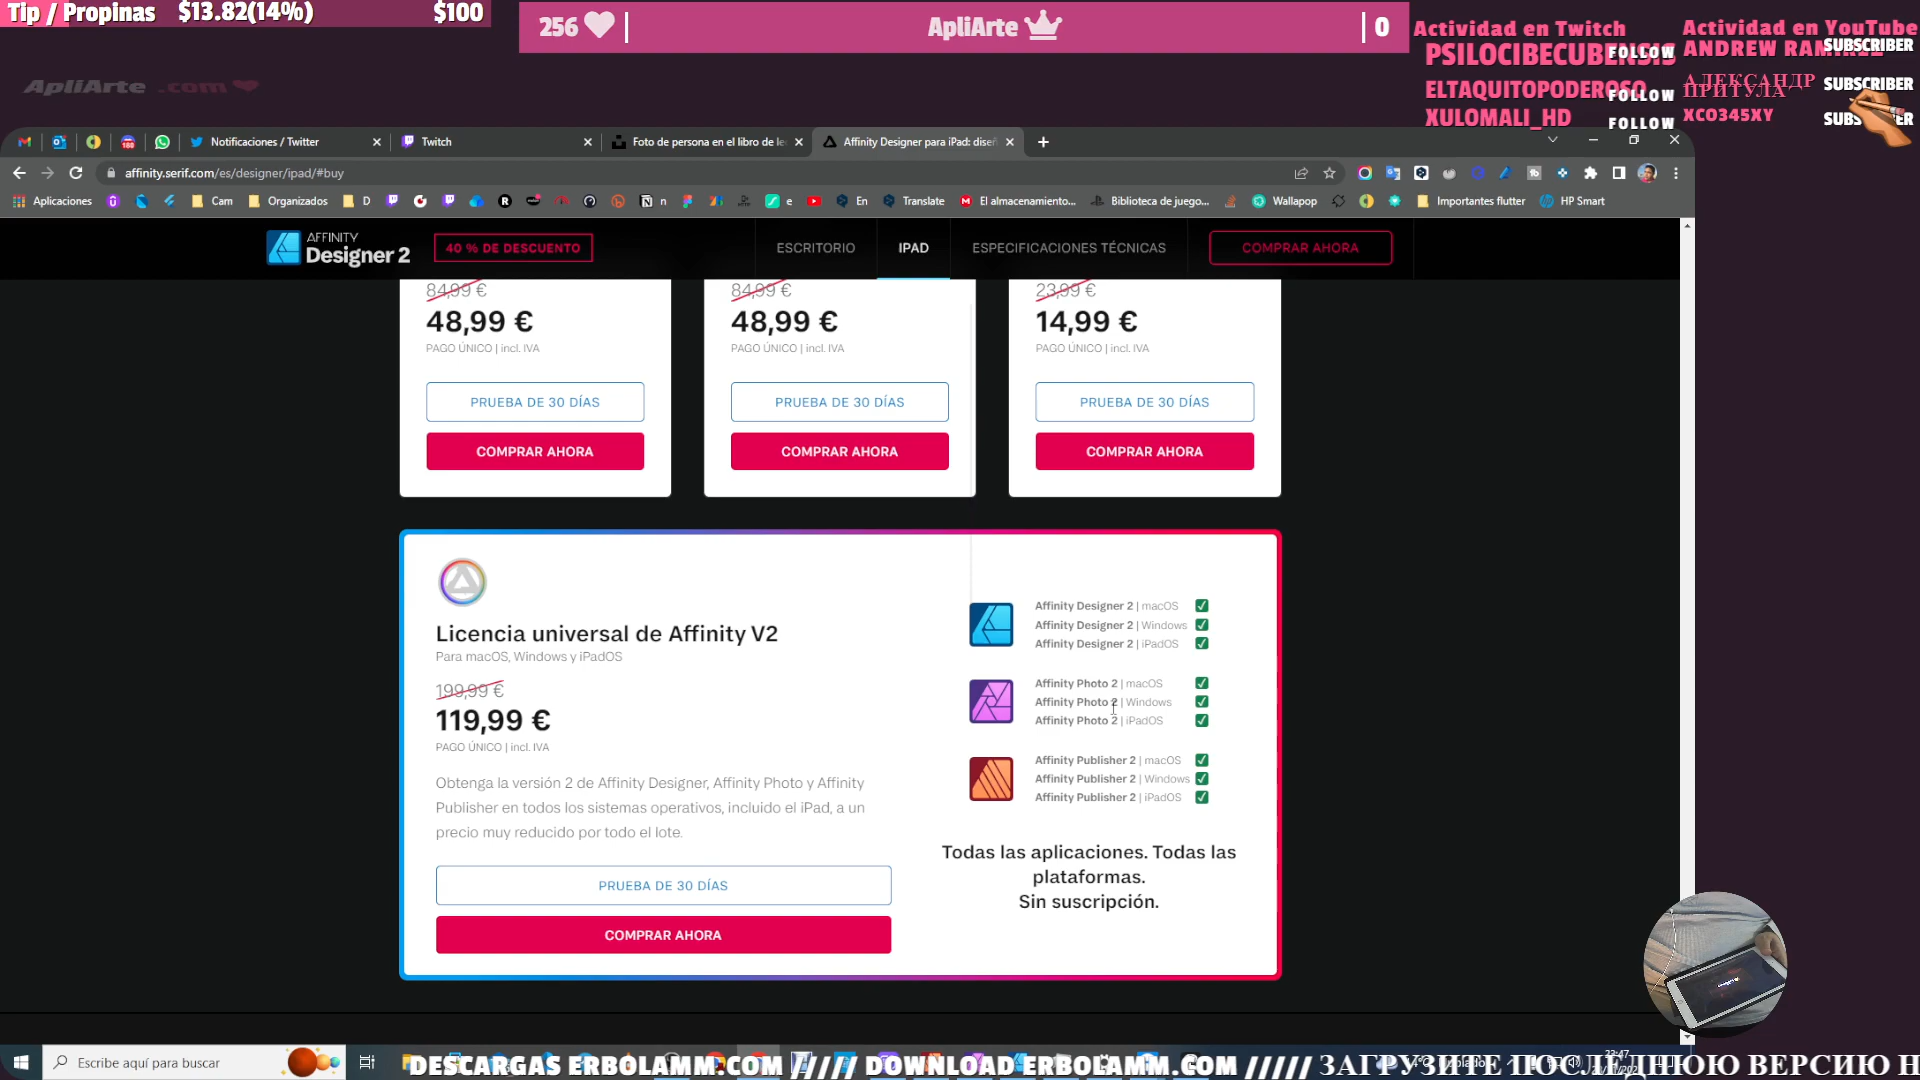 Tip / Propinas $13.82(14%) $100
256
ApliArte
0
Actividad en Twitch
PSILOCIBECUBENSIS FOLLOW
ELTAQUITOPODEROSO FOLLOW
XULOMALI_HD FOLLOW
Actividad en YouTube
SUBSCRIBER
АЛЕКСАНДР
ПРИТУЛА SUBSCRIBER
XCO345XY
ApliArte .com
Notificaciones / Twitter
Twitch
Foto de persona en el libro de le
Affinity Designer para iPad: diseñ
affinity.serif.com/es/designer/ipad/#buy
Aplicaciones
Cam
Organizados
D
n
e
En
Translate
El almacenamiento...
Biblioteca de juego...
Wallapop
Importantes flutter
HP Smart
AFFINITY
Designer 2
40 % DE DESCUENTO
ESCRITORIO
IPAD
ESPECIFICACIONES TÉCNICAS
COMPRAR AHORA
84,99 €
48,99 €
PAGO ÚNICO | incl. IVA
PRUEBA DE 30 DÍAS
COMPRAR AHORA
84,99 €
48,99 €
PAGO ÚNICO | incl. IVA
PRUEBA DE 30 DÍAS
COMPRAR AHORA
23,99 €
14,99 €
PAGO ÚNICO | incl. IVA
PRUEBA DE 30 DÍAS
COMPRAR AHORA
Licencia universal de Affinity V2
Para macOS, Windows y iPadOS
199,99 €
119,99 €
PAGO ÚNICO | incl. IVA
Obtenga la versión 2 de Affinity Designer, Affinity Photo y Affinity
Publisher en todos los sistemas operativos, incluido el iPad, a un
precio muy reducido por todo el lote.
PRUEBA DE 30 DÍAS
COMPRAR AHORA
Affinity Designer 2 | macOS
Affinity Designer 2 | Windows
Affinity Designer 2 | iPadOS
Affinity Photo 2 | macOS
Affinity Photo 2 | Windows
Affinity Photo 2 | iPadOS
Affinity Publisher 2 | macOS
Affinity Publisher 2 | Windows
Affinity Publisher 2 | iPadOS
Todas las aplicaciones. Todas las
plataformas.
Sin suscripción.
Escribe aquí para buscar
DESCARGAS ERBOLAMM.COM ///// DOWNLOAD ERBOLAMM.COM ///// ЗАГРУЗИТЕ ПОСЛЕДНЮЮ ВЕРСИЮ Н